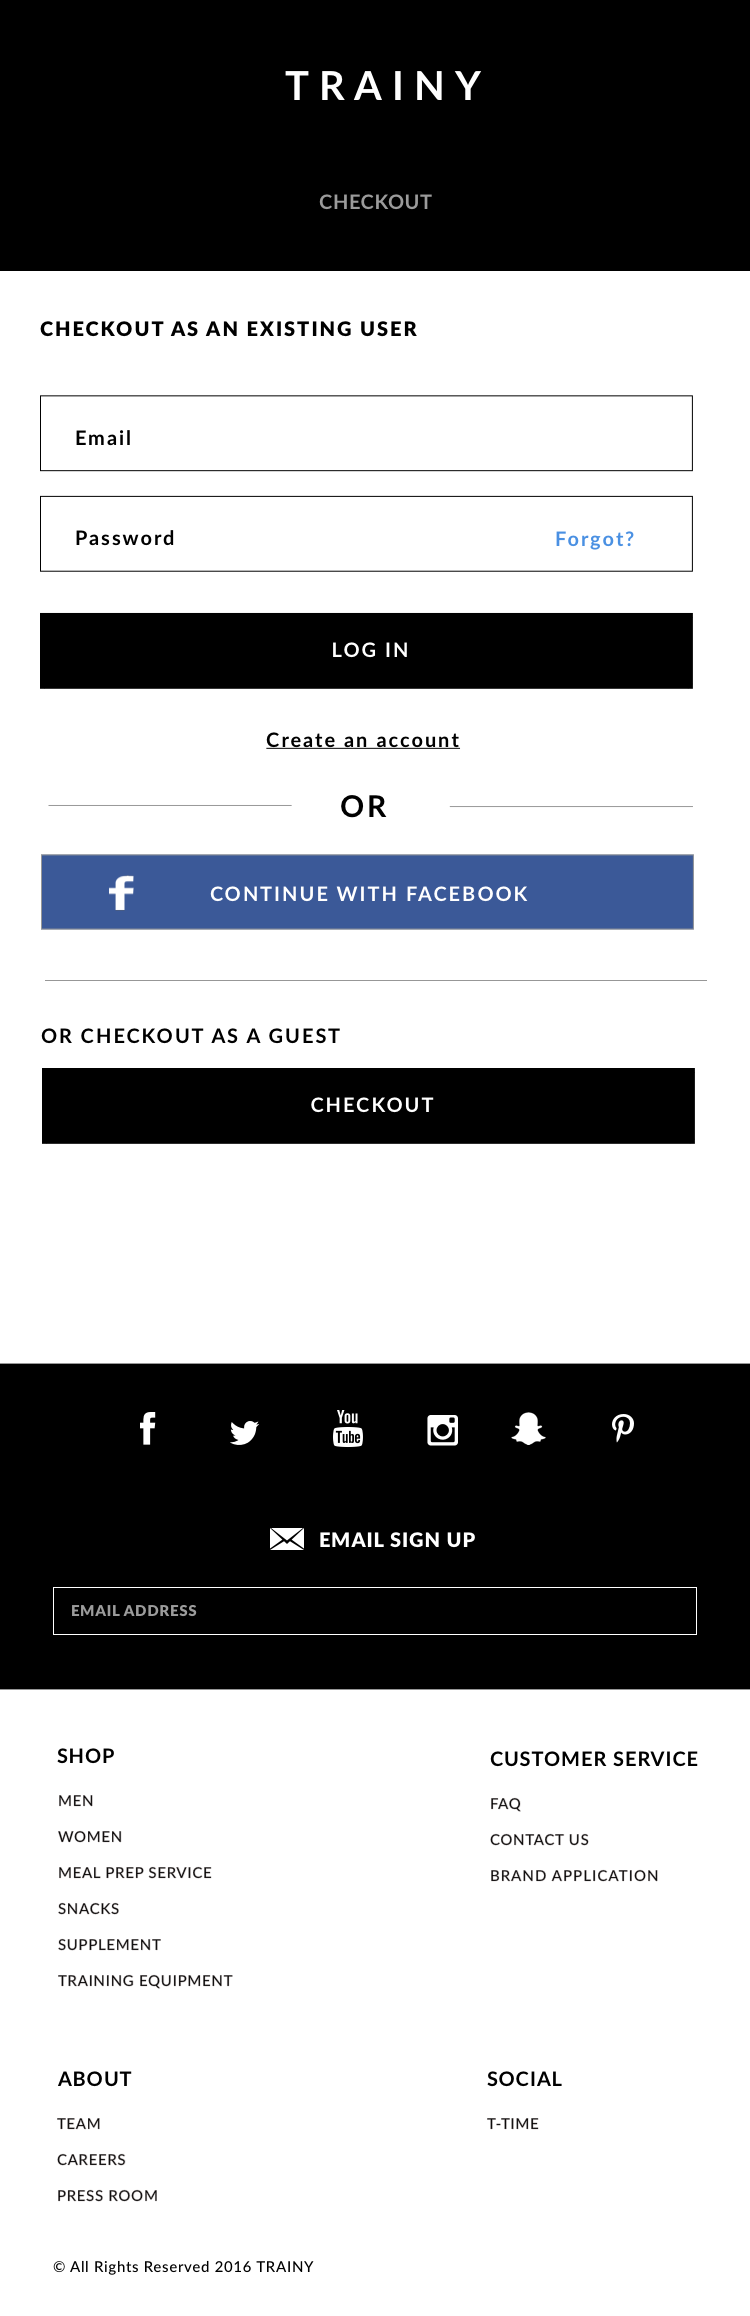 TRAINY
CHECKOUT
CHECKOUT AS AN EXISTING USER
Email
Password Forgot?
LOG IN
Create an account
OR
CONTINUE WITH FACEBOOK
OR CHECKOUT AS A GUEST
CHECKOUT
You
Tube
EMAIL SIGN UP
EMAIL ADDRESS
SHOP
MEN
WOMEN
MEAL PREP SERVICE
SNACKS
SUPPLEMENT
TRAINING EQUIPMENT
CUSTOMER SERVICE
FAQ
CONTACT US
BRAND APPLICATION
ABOUT
TEAM
CAREERS
PRESS ROOM
SOCIAL
T-TIME
© All Rights Reserved 2016 TRAINY